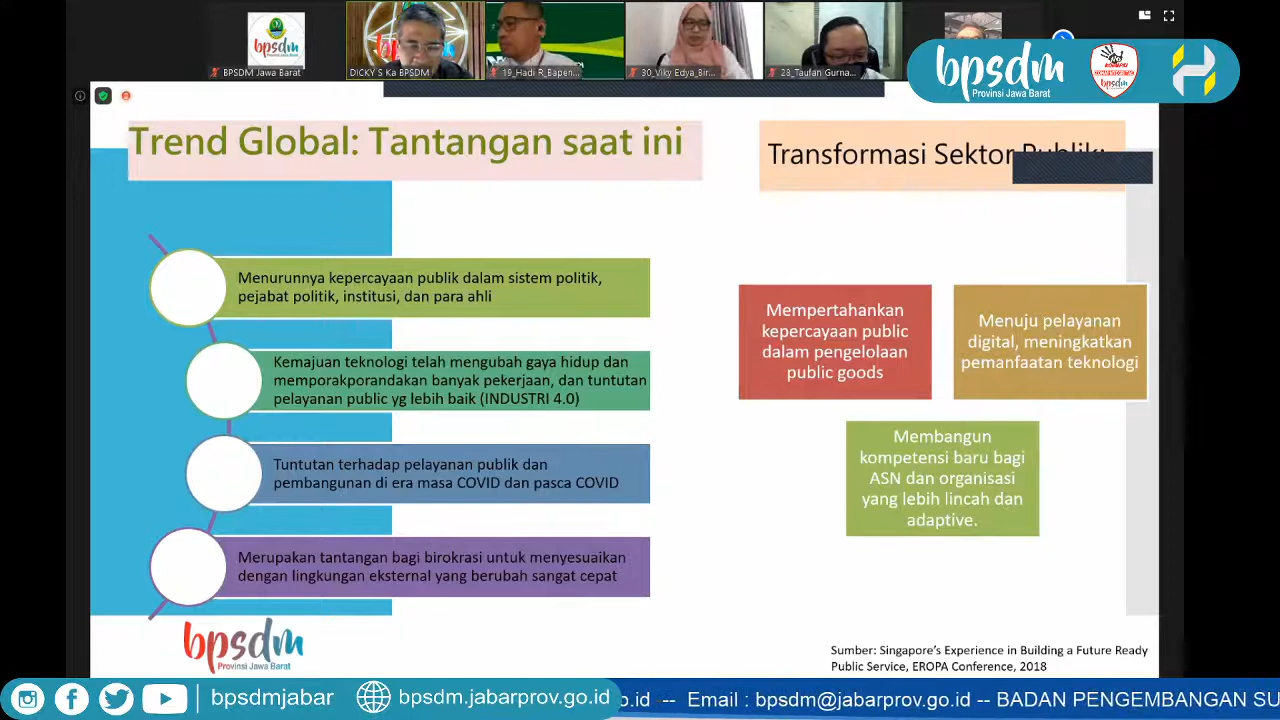 bpsdm
BPSDM Jawa Barat
DICKY S Ka BPSDM
19_Hadi R_Bapen...
30_Viky Edya_Bir...
23_Taufan Gurna...
bpsdm
Provinsi Jawa Barat
Trend Global: Tantangan saat ini
Menurunnya kepercayaan publik dalam sistem politik,
pejabat politik, institusi, dan para ahli
Kemajuan teknologi telah mengubah gaya hidup dan
memporakporandakan banyak pekerjaan, dan tuntutan
pelayanan public yg lebih baik (INDUSTRI 4.0)
Tuntutan terhadap pelayanan publik dan
pembangunan di era masa COVID dan pasca COVID
Merupakan tantangan bagi birokrasi untuk menyesuaikan
dengan lingkungan eksternal yang berubah sangat cepat
Transformasi Sektor Publik:
Mempertahankan
kepercayaan public
dalam pengelolaan
public goods
Menuju pelayanan
digital, meningkatkan
pemanfaatan teknologi
Membangun
kompetensi baru bagi
ASN dan organisasi
yang lebih lincah dan
adaptive.
bpsdm
Provinsi Jawa Barat
Sumber: Singapore's Experience in Building a Future Ready
Public Service, EROPA Conference, 2018
bpsdmjabar
bpsdm.jabarprov.go.id
o.id -- Email : bpsdm@jabarprov.go.id -- BADAN PENGEMBANGAN SU